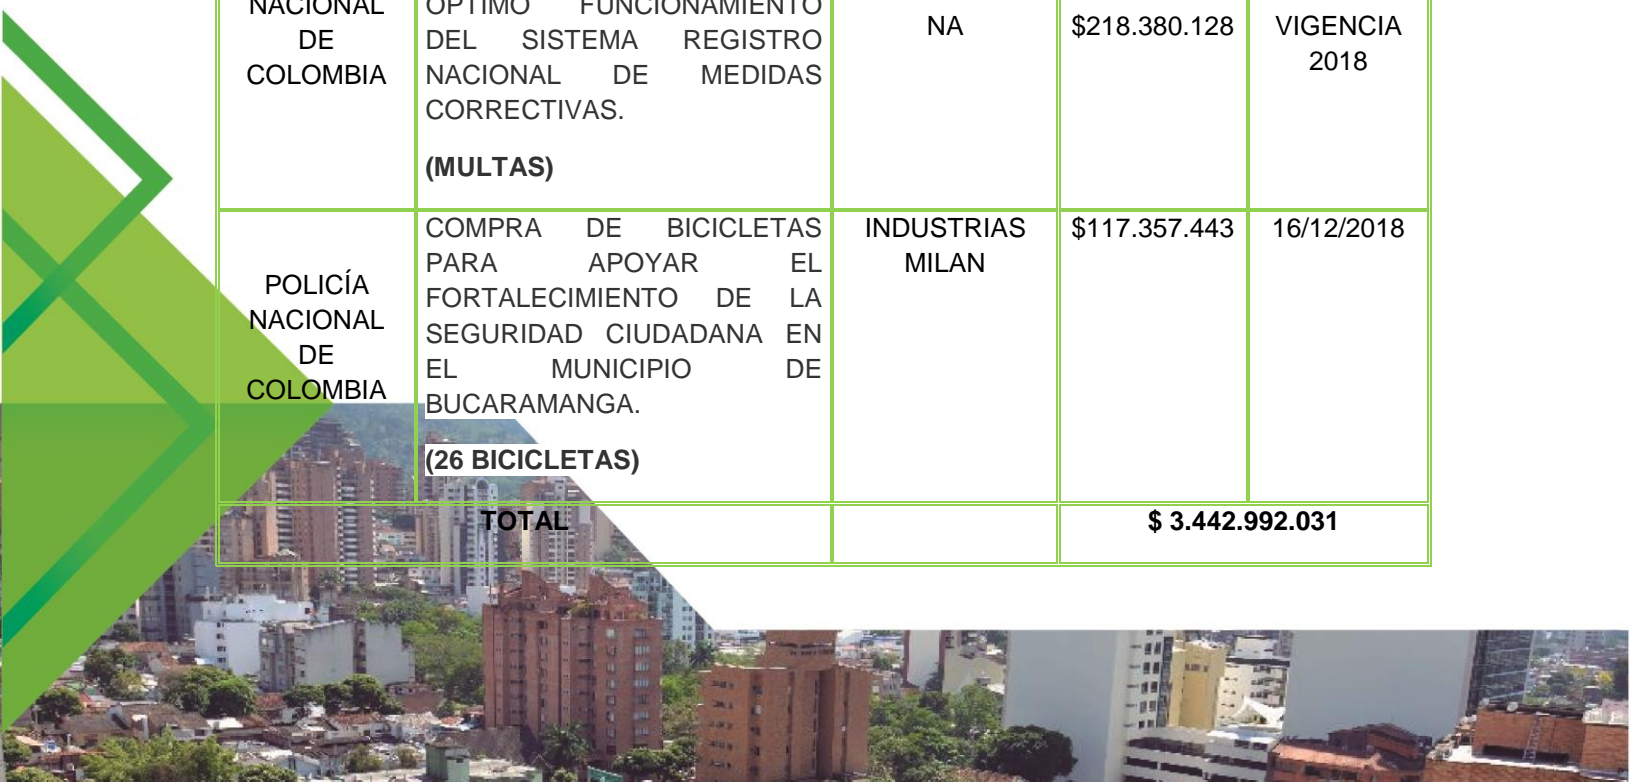 NACIONAL
DE
COLOMBIA
ÓPTIMO FUNCIONAMIENTO
DEL SISTEMA REGISTRO
NACIONAL DE MEDIDAS
CORRECTIVAS.
(MULTAS)
NA
$218.380.128
VIGENCIA
2018
POLICÍA
NACIONAL
DE
COLOMBIA
COMPRA DE BICICLETAS
PARA APOYAR EL
FORTALECIMIENTO DE LA
SEGURIDAD CIUDADANA EN
EL MUNICIPIO DE
BUCARAMANGA.
(26 BICICLETAS)
INDUSTRIAS
MILAN
$117.357.443
16/12/2018
TOTAL
$ 3.442.992.031